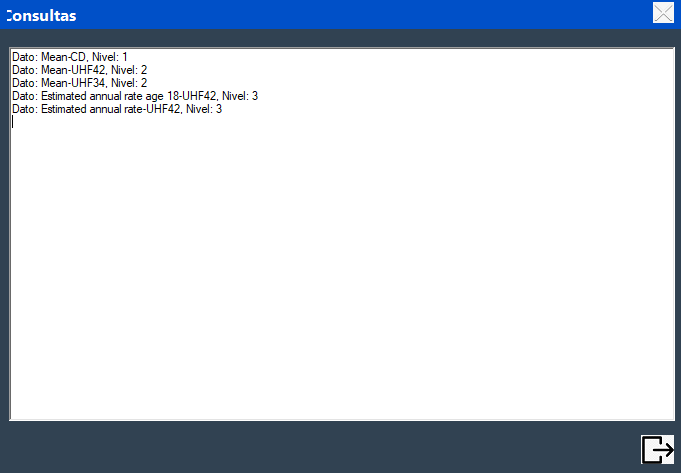 Consultas
Dato: Mean-CD, Nivel: 1
Dato: Mean-UHF42, Nivel: 2
Dato: Mean-UHF34, Nivel: 2
Dato: Estimated annual rate age 18-UHF42, Nivel: 3
Dato: Estimated annual rate-UHF42, Nivel: 3